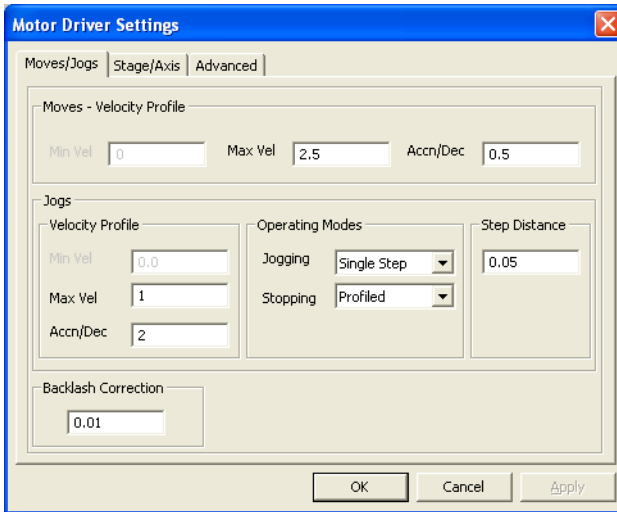 Motor Driver Settings
Moves/Jogs Stage/Axis Advanced
Moves - Velocity Profile
Min Vel 0 Max Vel 2.5 Accn/Dec 0.5
Jogs
Velocity Profile Operating Modes Step Distance
Min Vel 0.0 Jogging Single Step 0.05
Max Vel 1 Stopping Profiled
Accn/Dec 2
Backlash Correction
0.01
OK Cancel Apply